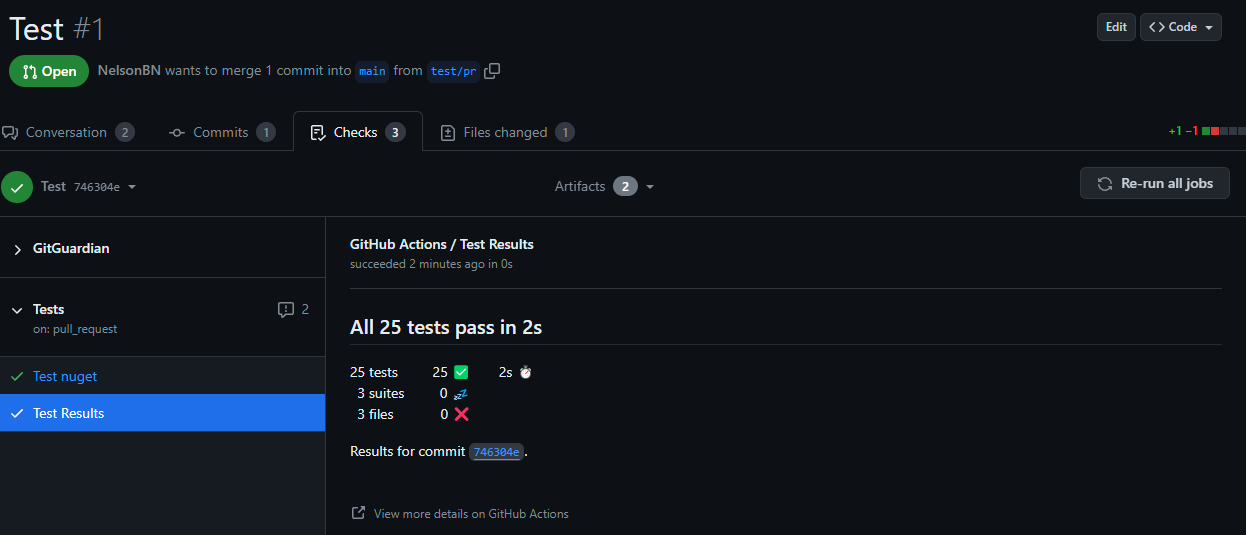 Test #1
Edit
<> Code
Open
NelsonBN wants to merge 1 commit into main from test/pr
Conversation 2
Commits 1
Checks 3
Files changed 1
+1 −1
Test 746304e
Artifacts 2
Re-run all jobs
GitGuardian
Tests
2
on: pull_request
Test nuget
Test Results
GitHub Actions / Test Results
succeeded 2 minutes ago in 0s
All 25 tests pass in 2s
25 tests 25 ✅ 2s ⏱
3 suites 0 💤
3 files 0 ❌
Results for commit 746304e.
View more details on GitHub Actions